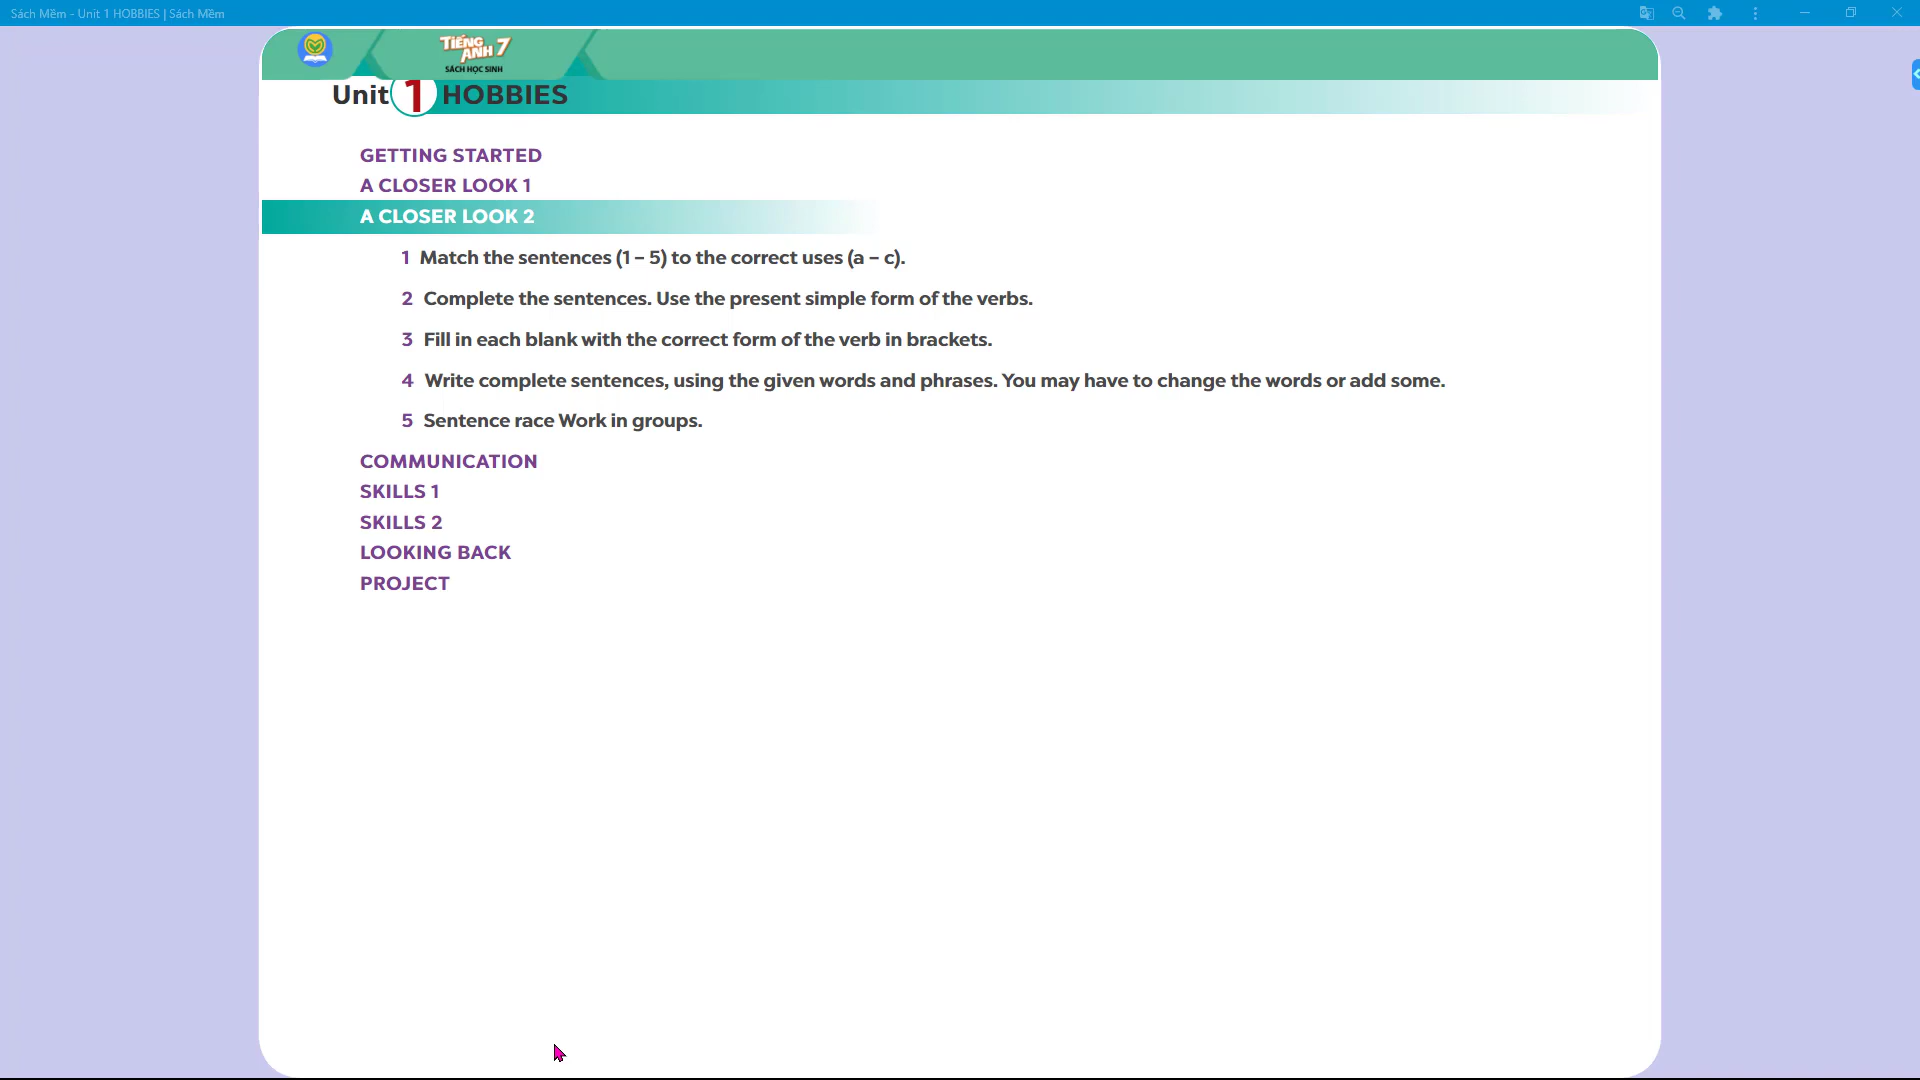 Sách Mềm - Unit 1 HOBBIES | Sách Mềm
TIẾNG ANH 7
SÁCH HỌC SINH
Unit 1 HOBBIES
GETTING STARTED
A CLOSER LOOK 1
A CLOSER LOOK 2
1 Match the sentences (1 – 5) to the correct uses (a – c).
2 Complete the sentences. Use the present simple form of the verbs.
3 Fill in each blank with the correct form of the verb in brackets.
4 Write complete sentences, using the given words and phrases. You may have to change the words or add some.
5 Sentence race Work in groups.
COMMUNICATION
SKILLS 1
SKILLS 2
LOOKING BACK
PROJECT